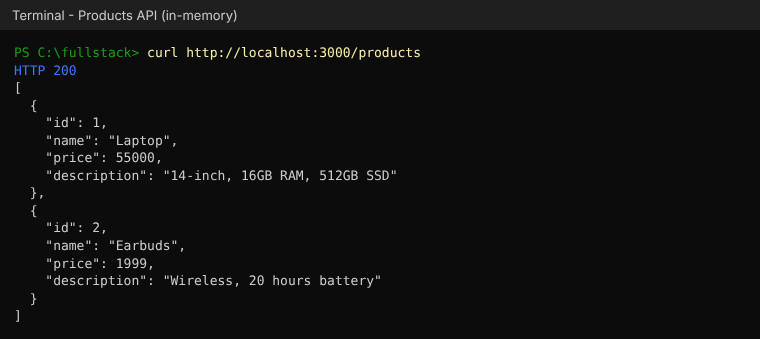 Terminal - Products API (in-memory)
PS C:\fullstack> curl http://localhost:3000/products
HTTP 200
[
  {
    "id": 1,
    "name": "Laptop",
    "price": 55000,
    "description": "14-inch, 16GB RAM, 512GB SSD"
  },
  {
    "id": 2,
    "name": "Earbuds",
    "price": 1999,
    "description": "Wireless, 20 hours battery"
  }
]